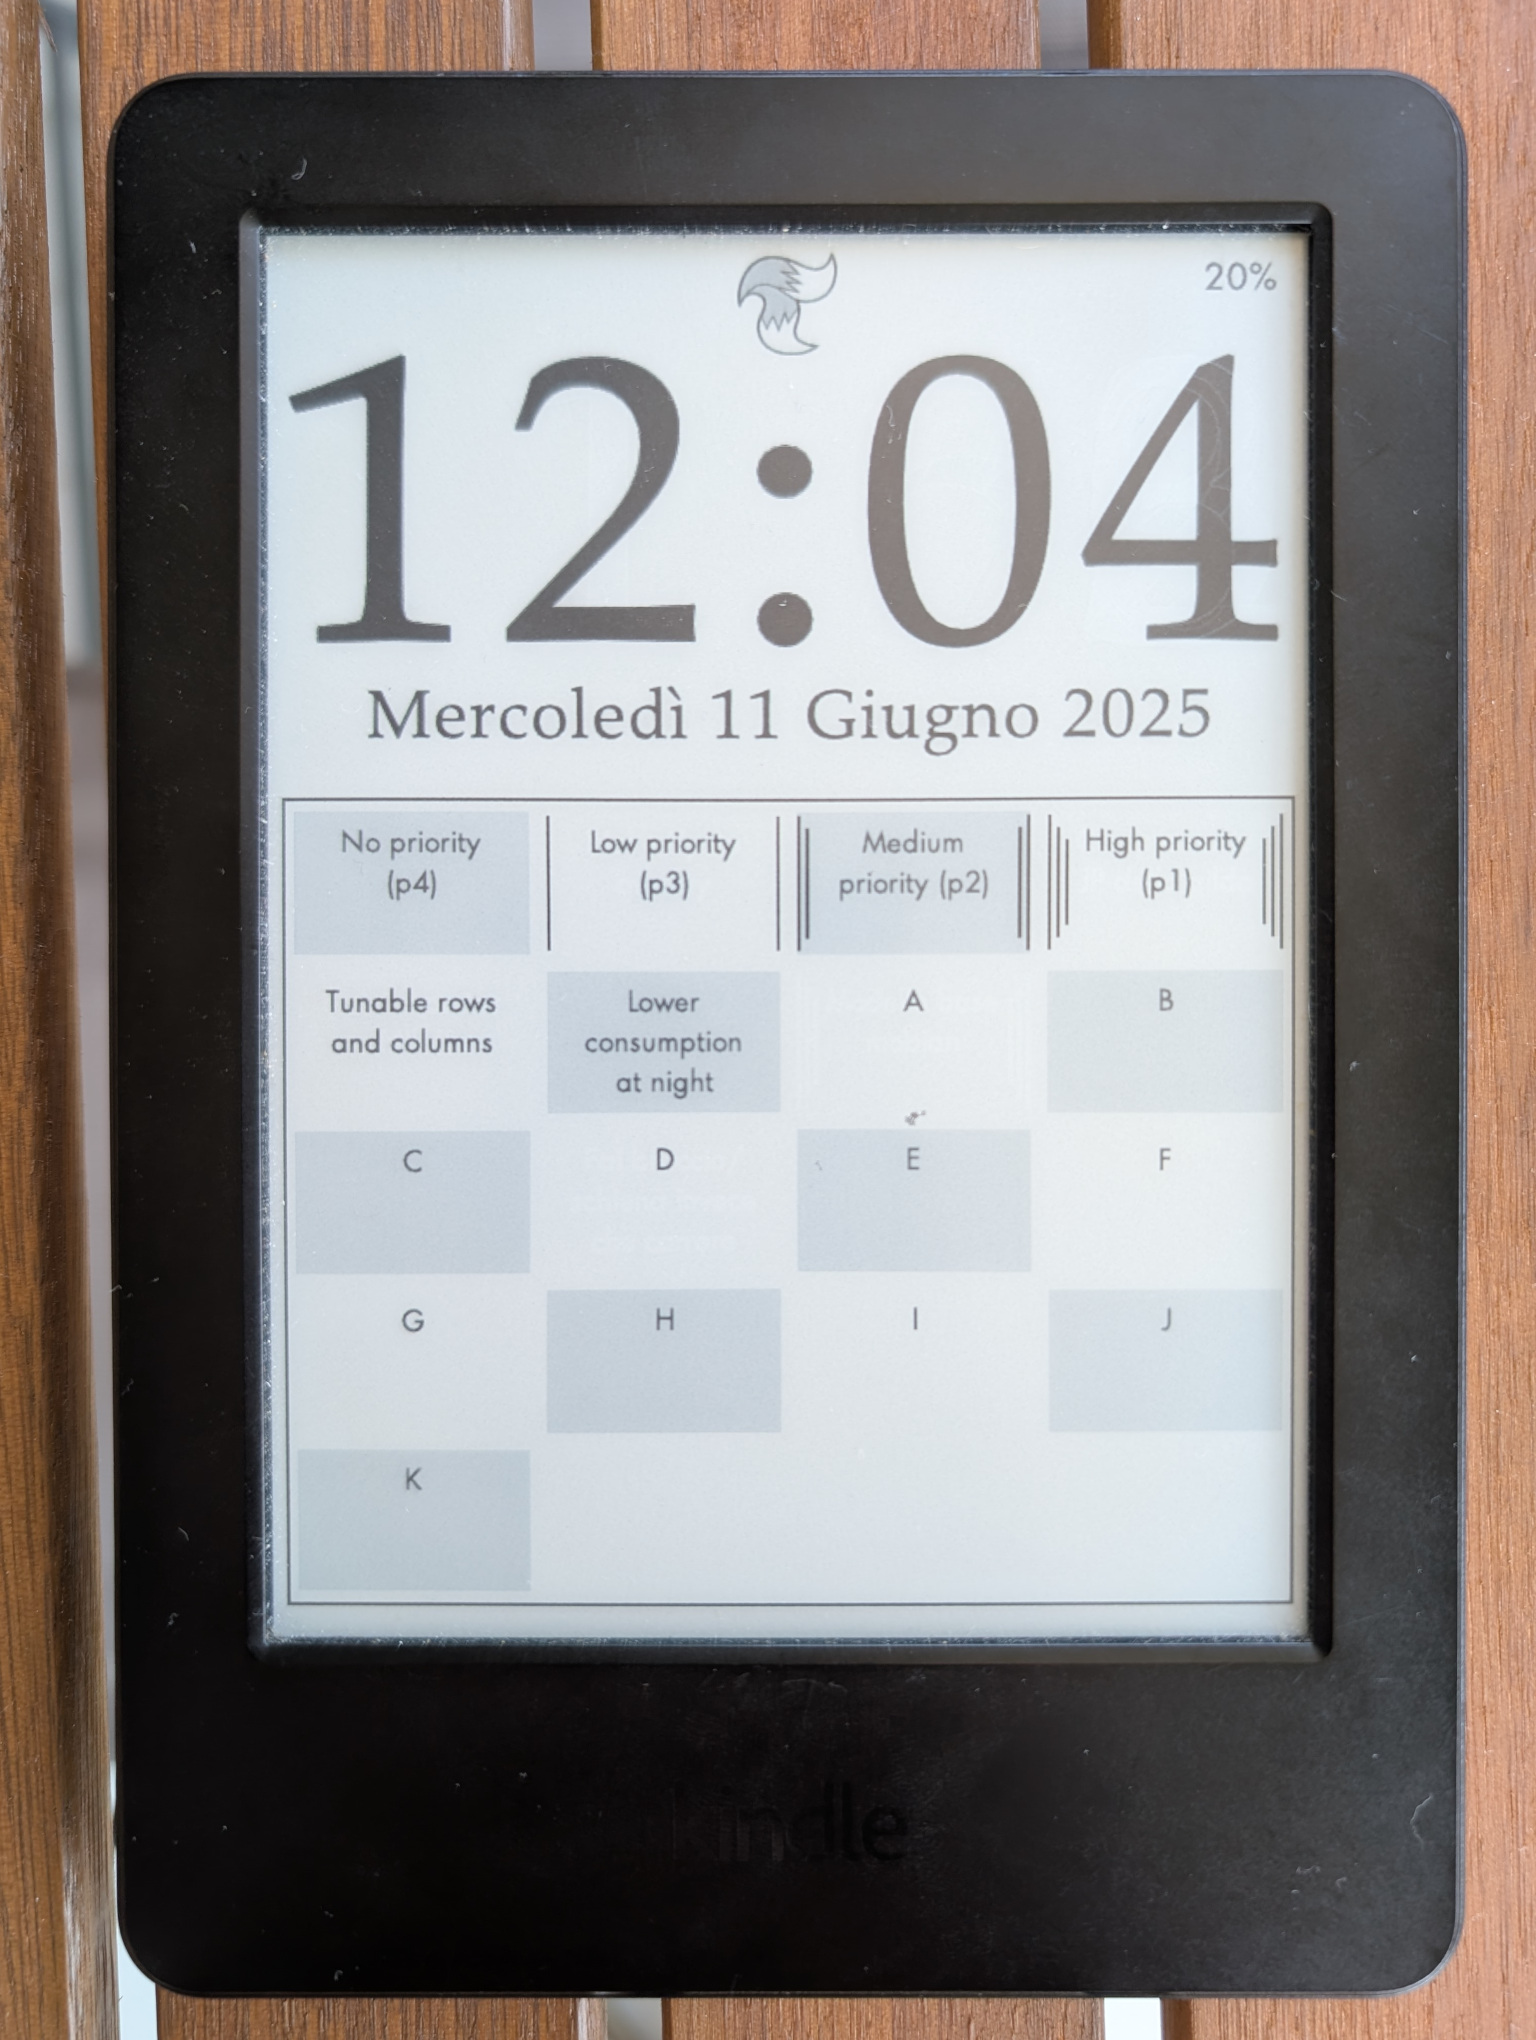 20%
12:04
Mercoledì 11 Giugno 2025
No priority
(p4)
Low priority
(p3)
Medium
priority (p2)
High priority
(p1)
Tunable rows
and columns
Lower
consumption
at night
A
B
C
D
E
F
G
H
I
J
K
kindle